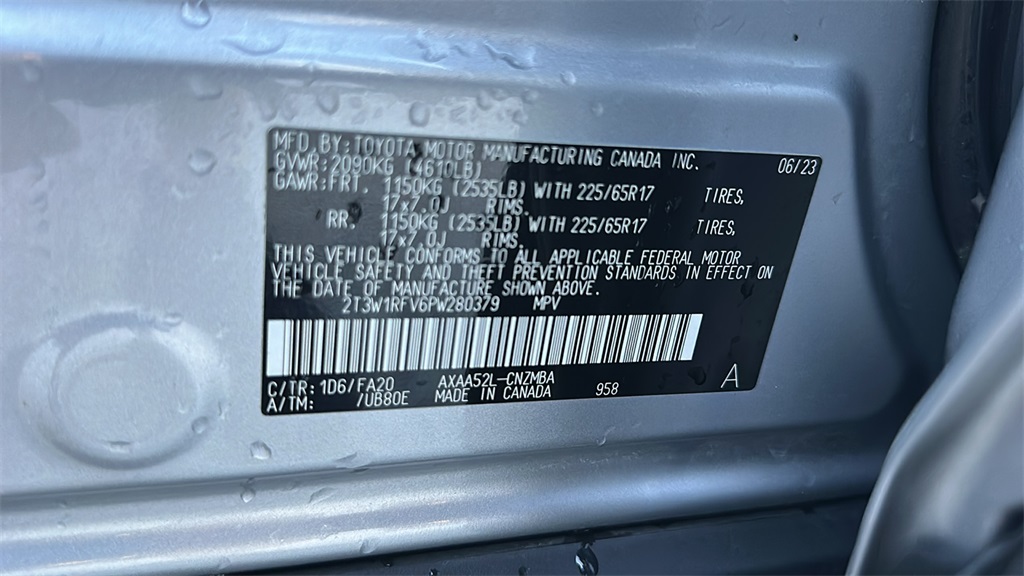 MFD. BY: TOYOTA MOTOR MANUFACTURING CANADA INC. 06/23
GVWR: 2090KG (4610LB)
GAWR: FRT. 1150KG (2535LB) WITH 225/65R17 TIRES,
17x7.0J RIMS.
RR. 1150KG (2535LB) WITH 225/65R17 TIRES,
17x7.0J RIMS.
THIS VEHICLE CONFORMS TO ALL APPLICABLE FEDERAL MOTOR
VEHICLE SAFETY AND THEFT PREVENTION STANDARDS IN EFFECT ON
THE DATE OF MANUFACTURE SHOWN ABOVE.
2T3W1RFV6PW280379 MPV
C/TR: 1D6/FA20 AXAA52L-CNZMBA 958 A
A/TM: /UB80E MADE IN CANADA